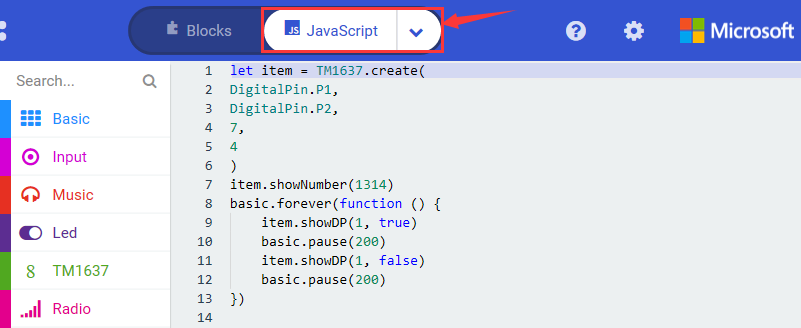 Blocks
JS JavaScript
?
Microsoft
Search...
Basic
Input
Music
Led
8 TM1637
Radio
1 let item = TM1637.create(
2 DigitalPin.P1,
3 DigitalPin.P2,
4 7,
5 4
6 )
7 item.showNumber(1314)
8 basic.forever(function () {
9     item.showDP(1, true)
10     basic.pause(200)
11     item.showDP(1, false)
12     basic.pause(200)
13 })
14